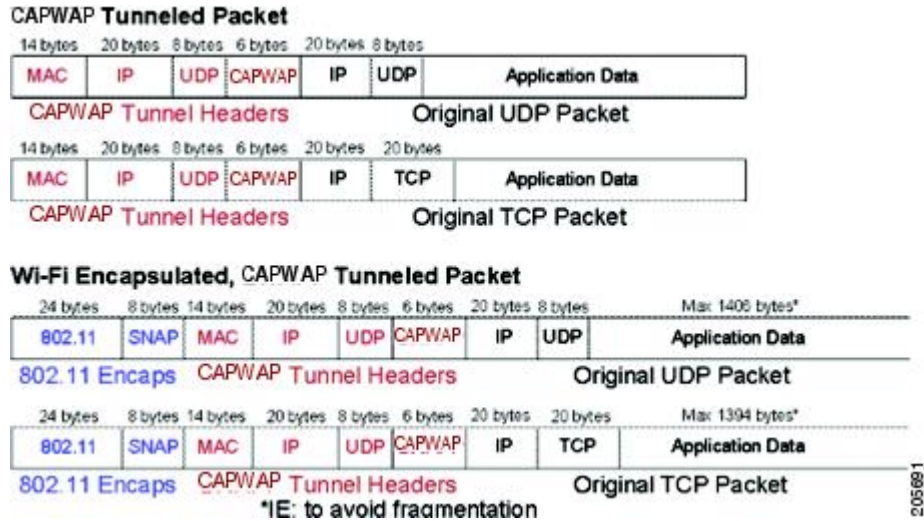 CAPWAP Tunneled Packet
14 bytes 20 bytes 8 bytes 6 bytes 20 bytes 8 bytes
MAC IP UDP CAPWAP IP UDP Application Data
CAPWAP Tunnel Headers Original UDP Packet
14 bytes 20 bytes 8 bytes 6 bytes 20 bytes 20 bytes
MAC IP UDP CAPWAP IP TCP Application Data
CAPWAP Tunnel Headers Original TCP Packet
Wi-Fi Encapsulated, CAPWAP Tunneled Packet
24 bytes 8 bytes 14 bytes 20 bytes 8 bytes 6 bytes 20 bytes 8 bytes Max 1406 bytes*
802.11 SNAP MAC IP UDP CAPWAP IP UDP Application Data
802.11 Encaps CAPWAP Tunnel Headers Original UDP Packet
24 bytes 8 bytes 14 bytes 20 bytes 8 bytes 6 bytes 20 bytes 20 bytes Max 1394 bytes*
802.11 SNAP MAC IP UDP CAPWAP IP TCP Application Data
802.11 Encaps CAPWAP Tunnel Headers Original TCP Packet
*IE: to avoid fragmentation
205691